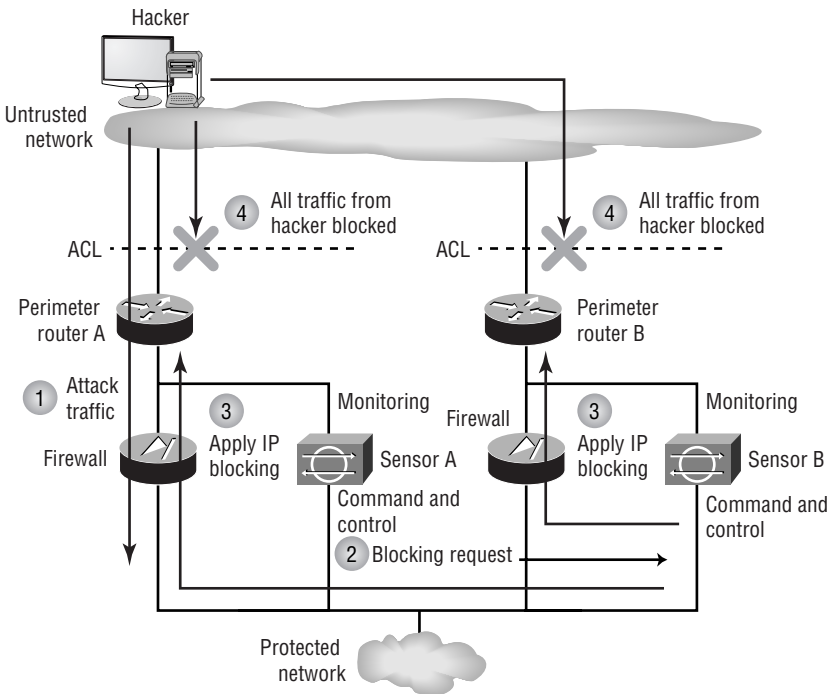 Hacker
Untrusted
network
4
All traffic from
hacker blocked
4
All traffic from
hacker blocked
ACL
ACL
Perimeter
router A
Perimeter
router B
1
Attack
traffic
3
Apply IP
blocking
Monitoring
Firewall
Sensor A
Command and
control
Firewall
3
Apply IP
blocking
Monitoring
Sensor B
Command and
control
2
Blocking request
Protected
network